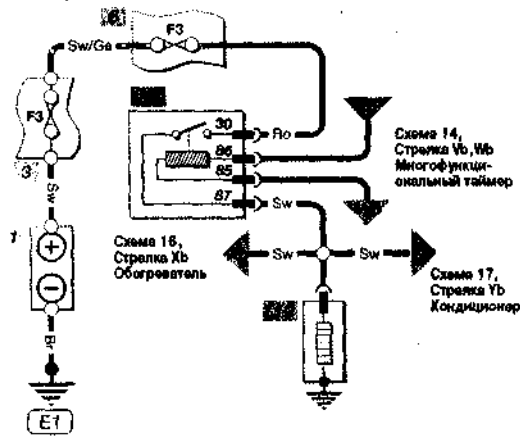 6
F3
Sw/Ge
F3
3
Sw
1
Br
E1
30
86
85
87
Ro
Sw
Схема 14,
Стрелка Vb,Wb
Многофункци-
ональный таймер
Схема 16,
Стрелка Xb
Обогреватель
Sw
Sw
Схема 17,
Стрелка Yb
Кондиционер